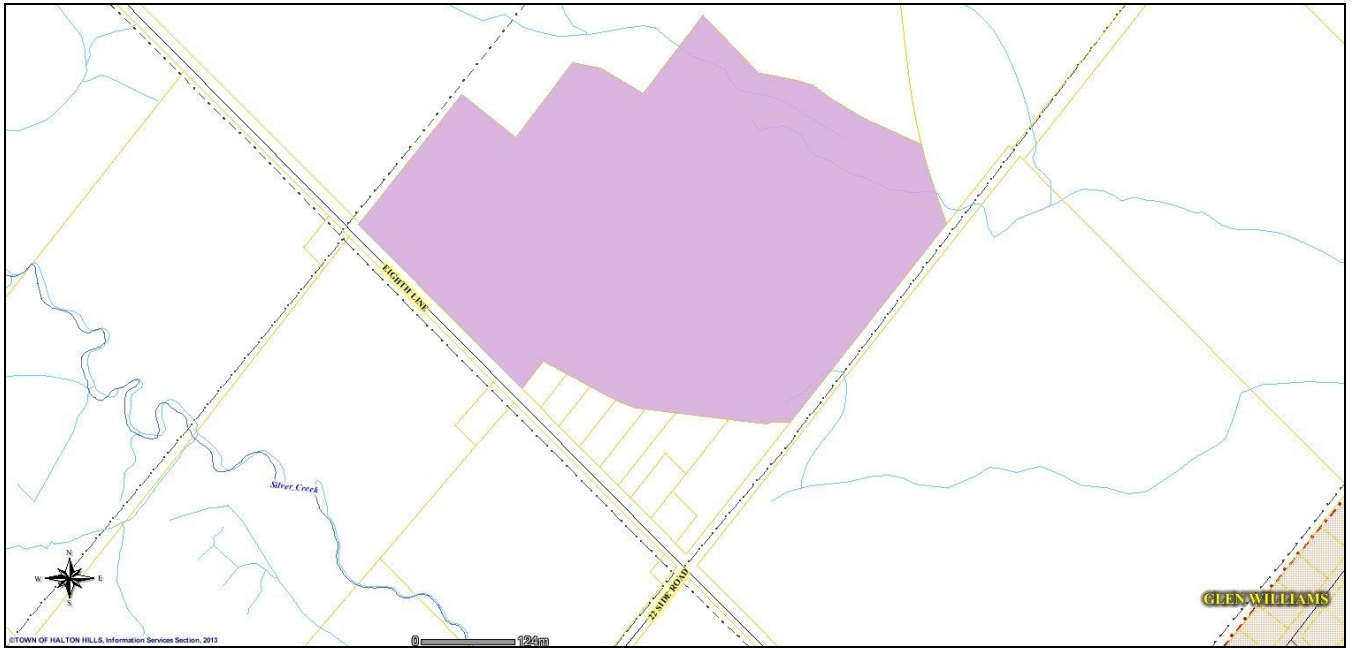 EIGHTH LINE
Silver Creek
N
W E
S
22 SIDE ROAD
GLEN WILLIAMS
©TOWN OF HALTON HILLS, Information Services Section, 2013
0 124m